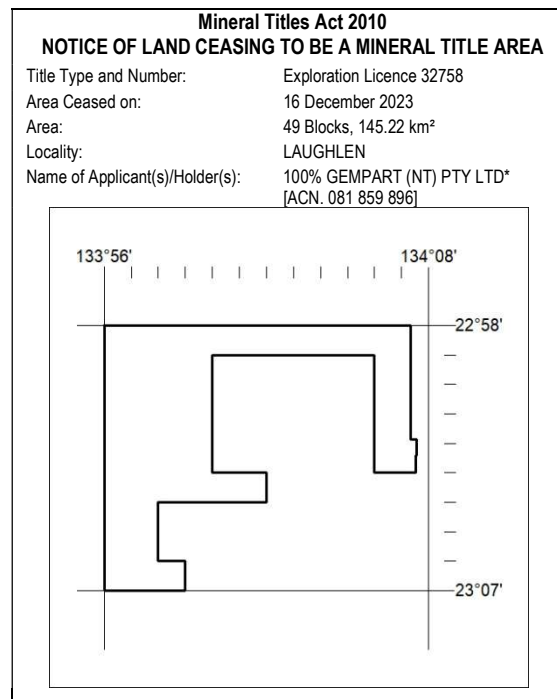 Mineral Titles Act 2010
NOTICE OF LAND CEASING TO BE A MINERAL TITLE AREA
Title Type and Number: Exploration Licence 32758
Area Ceased on: 16 December 2023
Area: 49 Blocks, 145.22 km²
Locality: LAUGHLEN
Name of Applicant(s)/Holder(s): 100% GEMPART (NT) PTY LTD*
[ACN. 081 859 896]
133°56' 134°08'
22°58'
23°07'